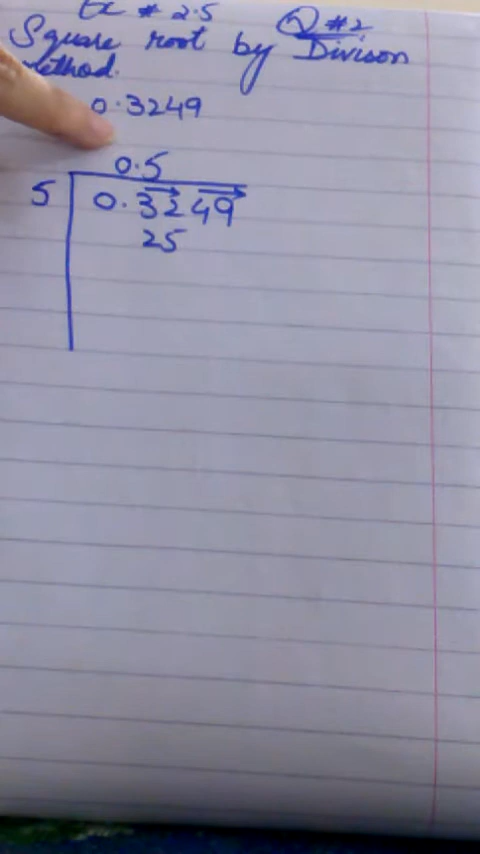 Ex # 2.5 Q #2
Square root by Divison
method.
0.3249
0.5
5 0.3249
25